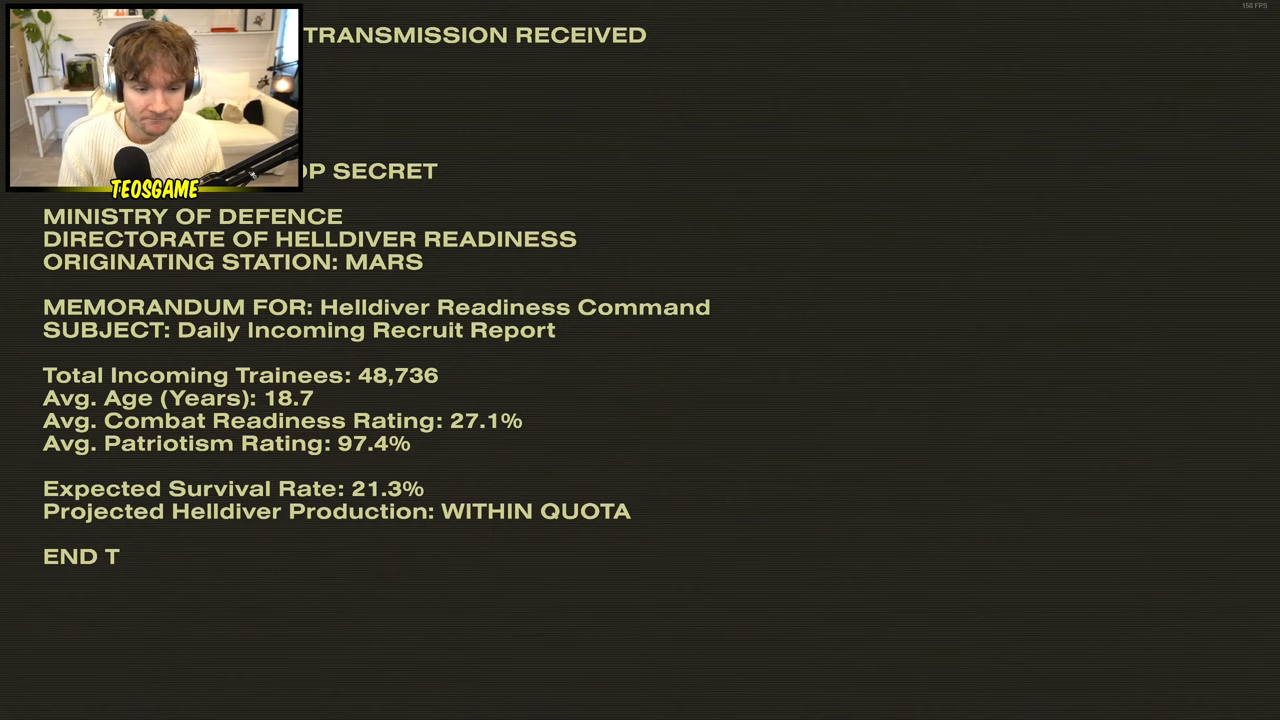 158 FPS
TRANSMISSION RECEIVED
OP SECRET
TEOSGAME
MINISTRY OF DEFENCE
DIRECTORATE OF HELLDIVER READINESS
ORIGINATING STATION: MARS
MEMORANDUM FOR: Helldiver Readiness Command
SUBJECT: Daily Incoming Recruit Report
Total Incoming Trainees: 48,736
Avg. Age (Years): 18.7
Avg. Combat Readiness Rating: 27.1%
Avg. Patriotism Rating: 97.4%
Expected Survival Rate: 21.3%
Projected Helldiver Production: WITHIN QUOTA
END T